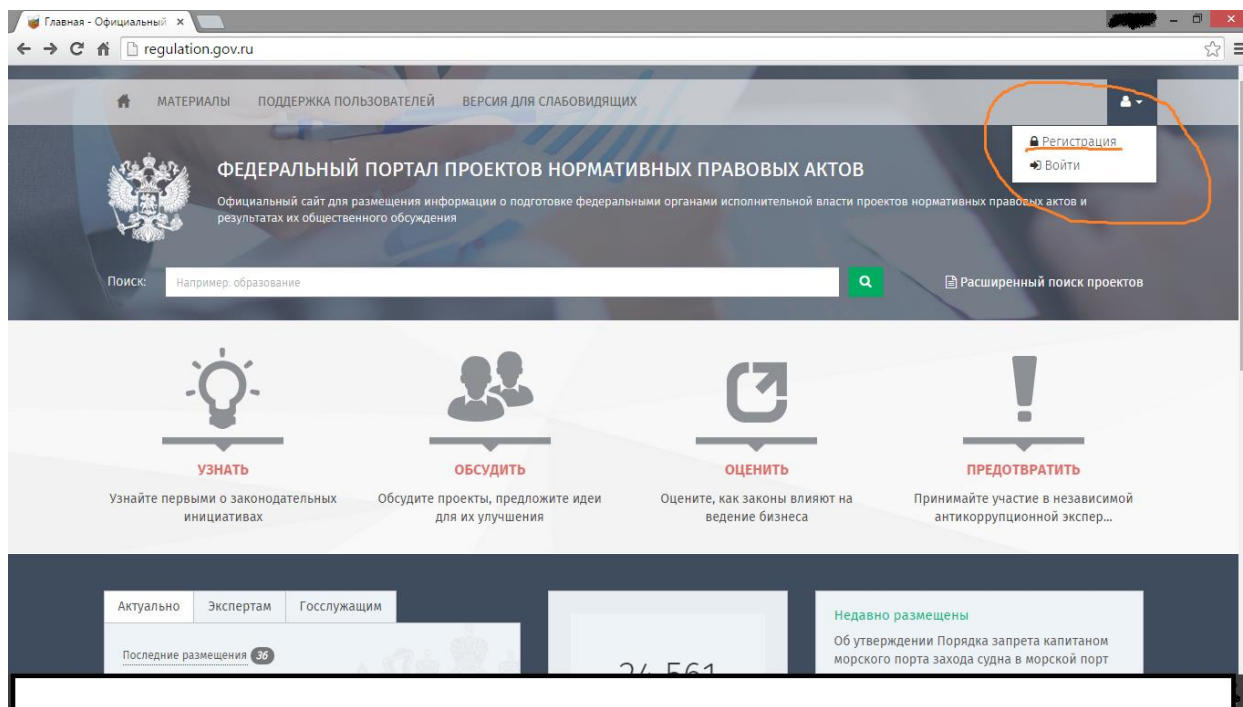 Главная - Официальный
regulation.gov.ru
МАТЕРИАЛЫ ПОДДЕРЖКА ПОЛЬЗОВАТЕЛЕЙ ВЕРСИЯ ДЛЯ СЛАБОВИДЯЩИХ
Регистрация
Войти
ФЕДЕРАЛЬНЫЙ ПОРТАЛ ПРОЕКТОВ НОРМАТИВНЫХ ПРАВОВЫХ АКТОВ
Официальный сайт для размещения информации о подготовке федеральными органами исполнительной власти проектов нормативных правовых актов и
результатах их общественного обсуждения
Поиск: Например: образование
Расширенный поиск проектов
УЗНАТЬ
Узнайте первыми о законодательных
инициативах
ОБСУДИТЬ
Обсудите проекты, предложите идеи
для их улучшения
ОЦЕНИТЬ
Оцените, как законы влияют на
ведение бизнеса
ПРЕДОТВРАТИТЬ
Принимайте участие в независимой
антикоррупционной экспер...
Актуально Экспертам Госслужащим
Последние размещения 36
24 561
Недавно размещены
Об утверждении Порядка запрета капитаном
морского порта захода судна в морской порт